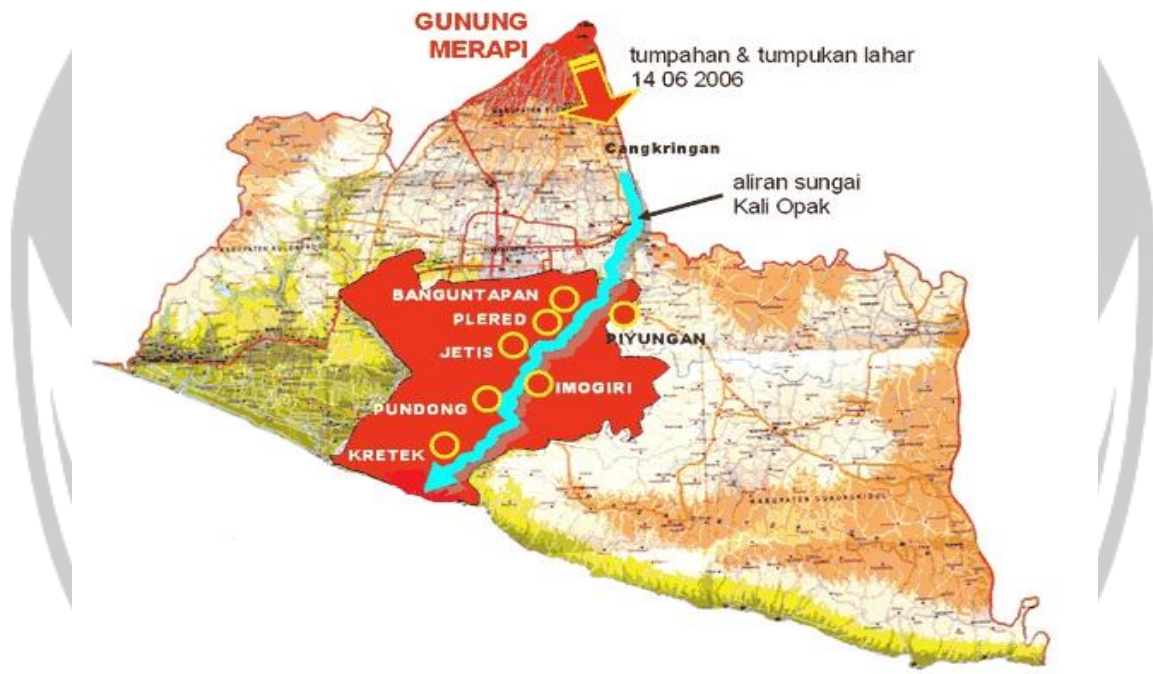 GUNUNG
MERAPI
tumpahan & tumpukan lahar
14 06 2006
Cangkringan
aliran sungai
Kali Opak
BANGUNTAPAN
PLERED
PIYUNGAN
JETIS
IMOGIRI
PUNDONG
KRETEK